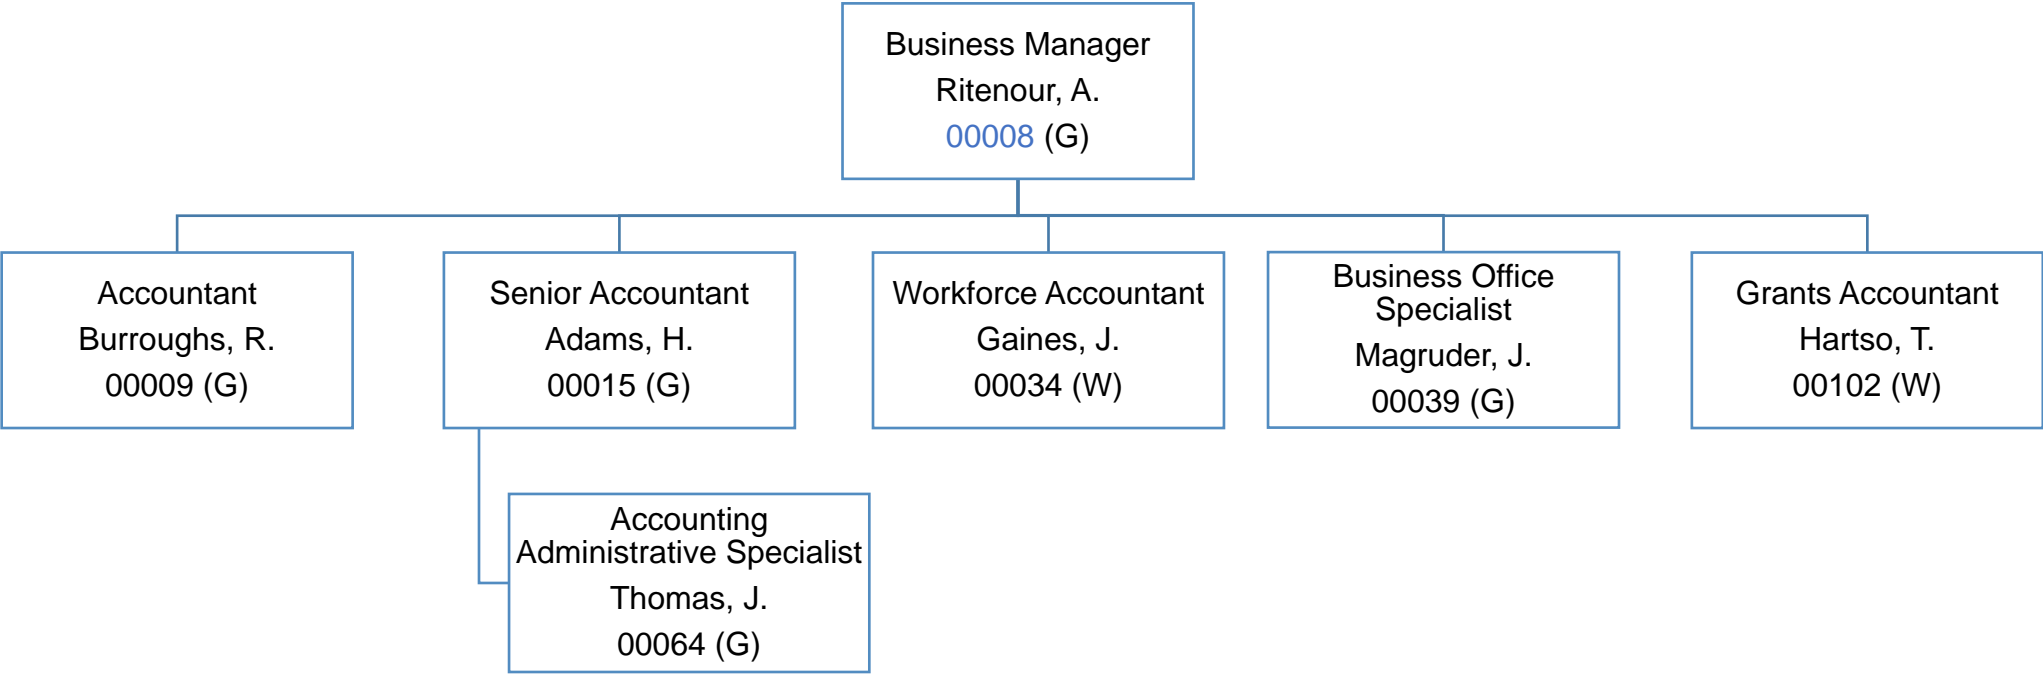 Business Manager
Ritenour, A.
00008 (G)
Accountant
Burroughs, R.
00009 (G)
Senior Accountant
Adams, H.
00015 (G)
Workforce Accountant
Gaines, J.
00034 (W)
Business Office
Specialist
Magruder, J.
00039 (G)
Grants Accountant
Hartso, T.
00102 (W)
Accounting
Administrative Specialist
Thomas, J.
00064 (G)